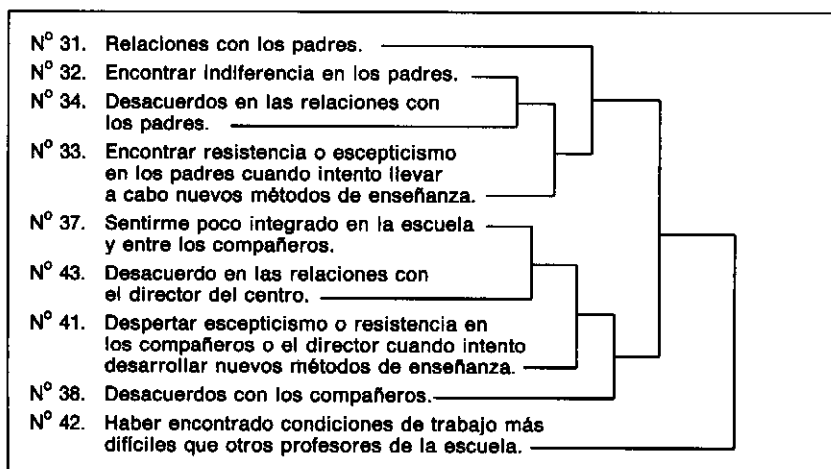 Nº 31. Relaciones con los padres.
Nº 32. Encontrar indiferencia en los padres.
Nº 34. Desacuerdos en las relaciones con
los padres.
Nº 33. Encontrar resistencia o escepticismo
en los padres cuando intento llevar
a cabo nuevos métodos de enseñanza.
Nº 37. Sentirme poco integrado en la escuela
y entre los compañeros.
Nº 43. Desacuerdo en las relaciones con
el director del centro.
Nº 41. Despertar escepticismo o resistencia en
los compañeros o el director cuando intento
desarrollar nuevos métodos de enseñanza.
Nº 38. Desacuerdos con los compañeros.
Nº 42. Haber encontrado condiciones de trabajo más
difíciles que otros profesores de la escuela.